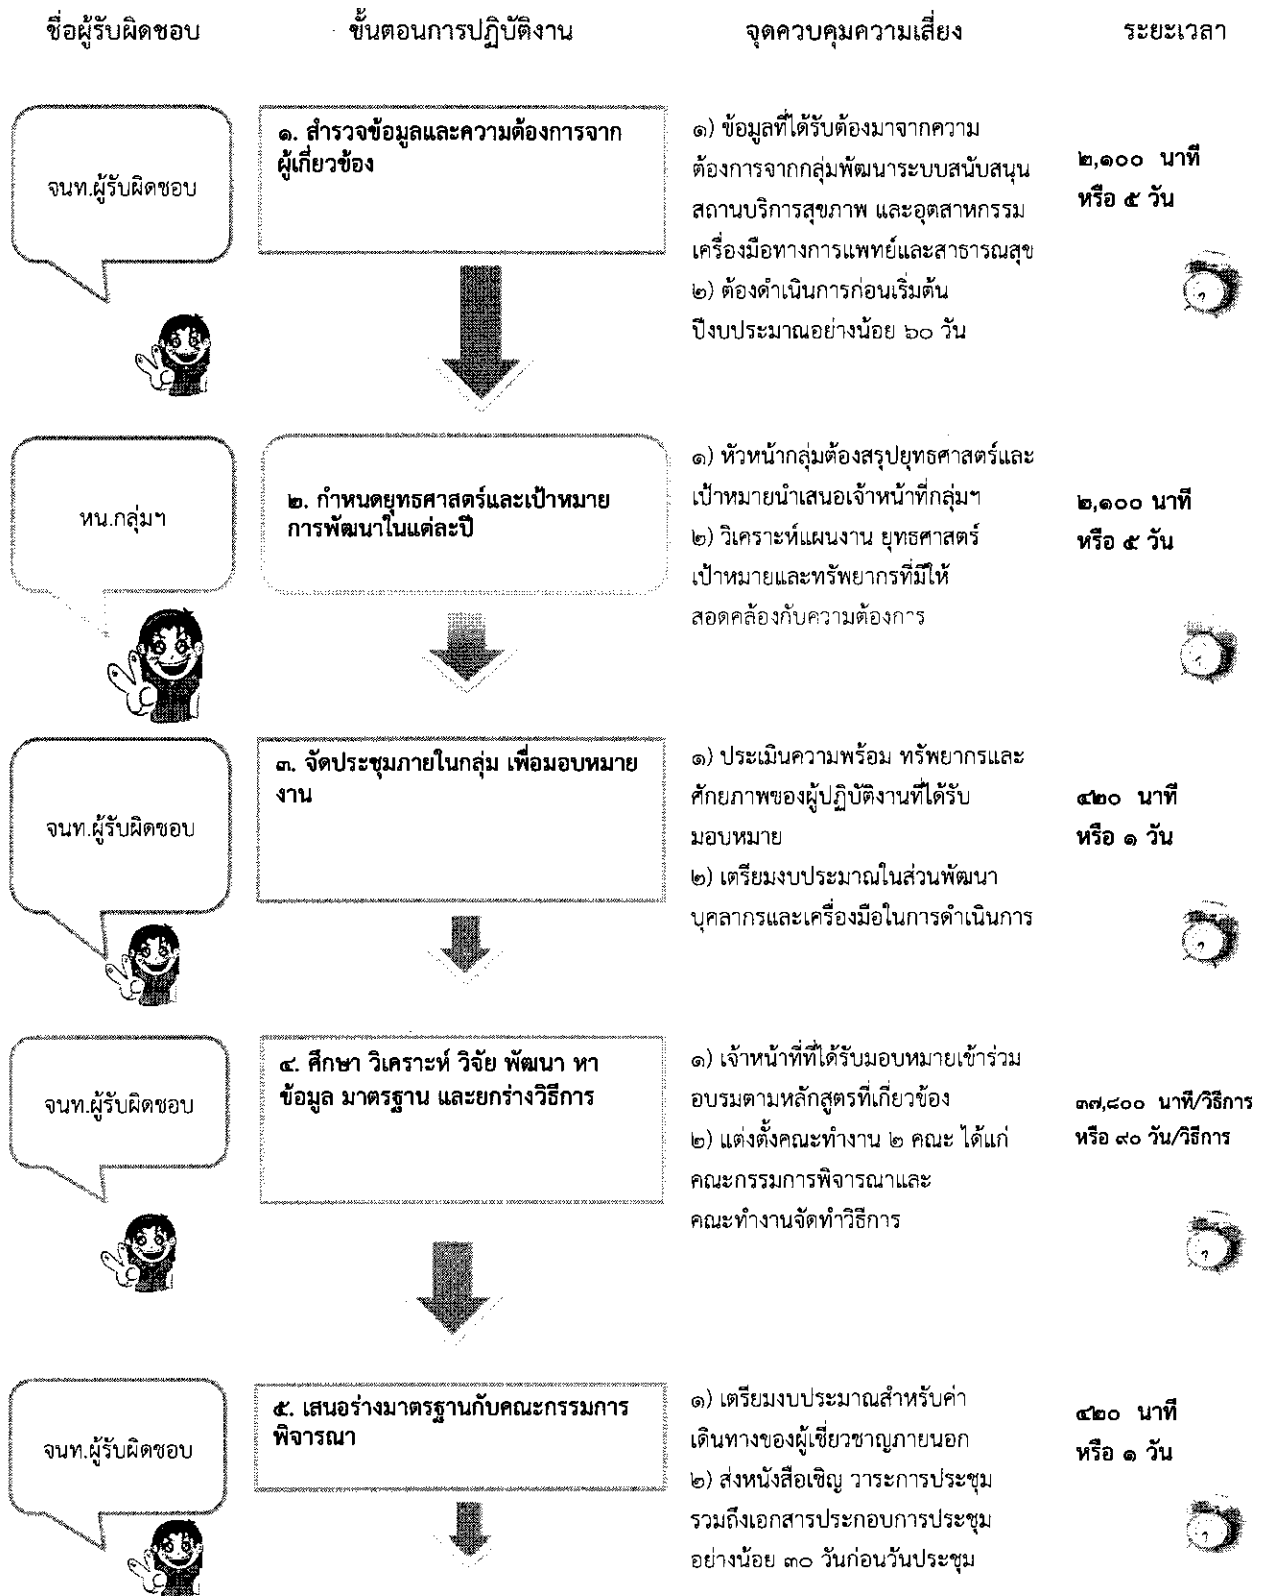 ชื่อผู้รับผิดชอบ
ขั้นตอนการปฏิบัติงาน
จุดควบคุมความเสี่ยง
ระยะเวลา
จนท.ผู้รับผิดชอบ
๑. สำรวจข้อมูลและความต้องการจาก
ผู้เกี่ยวข้อง
๑) ข้อมูลที่ได้รับต้องมาจากความ
ต้องการจากกลุ่มพัฒนาระบบสนับสนุน
สถานบริการสุขภาพ และอุตสาหกรรม
เครื่องมือทางการแพทย์และสาธารณสุข
๒) ต้องดำเนินการก่อนเริ่มต้น
ปีงบประมาณอย่างน้อย ๖๐ วัน
๒,๑๐๐ นาที
หรือ ๕ วัน
หน.กลุ่มฯ
๒. กำหนดยุทธศาสตร์และเป้าหมาย
การพัฒนาในแต่ละปี
๑) หัวหน้ากลุ่มต้องสรุปยุทธศาสตร์และ
เป้าหมายนำเสนอเจ้าหน้าที่กลุ่มฯ
๒) วิเคราะห์แผนงาน ยุทธศาสตร์
เป้าหมายและทรัพยากรที่มีให้
สอดคล้องกับความต้องการ
๒,๑๐๐ นาที
หรือ ๕ วัน
จนท.ผู้รับผิดชอบ
๓. จัดประชุมภายในกลุ่ม เพื่อมอบหมาย
งาน
๑) ประเมินความพร้อม ทรัพยากรและ
ศักยภาพของผู้ปฏิบัติงานที่ได้รับ
มอบหมาย
๒) เตรียมงบประมาณในส่วนพัฒนา
บุคลากรและเครื่องมือในการดำเนินการ
๔๒๐ นาที
หรือ ๑ วัน
จนท.ผู้รับผิดชอบ
๔. ศึกษา วิเคราะห์ วิจัย พัฒนา หา
ข้อมูล มาตรฐาน และยกร่างวิธีการ
๑) เจ้าหน้าที่ที่ได้รับมอบหมายเข้าร่วม
อบรมตามหลักสูตรที่เกี่ยวข้อง
๒) แต่งตั้งคณะทำงาน ๒ คณะ ได้แก่
คณะกรรมการพิจารณาและ
คณะทำงานจัดทำวิธีการ
๓๗,๘๐๐ นาที/วิธีการ
หรือ ๙๐ วัน/วิธีการ
จนท.ผู้รับผิดชอบ
๕. เสนอร่างมาตรฐานกับคณะกรรมการ
พิจารณา
๑) เตรียมงบประมาณสำหรับค่า
เดินทางของผู้เชี่ยวชาญภายนอก
๒) ส่งหนังสือเชิญ วาระการประชุม
รวมถึงเอกสารประกอบการประชุม
อย่างน้อย ๓๐ วันก่อนวันประชุม
๔๒๐ นาที
หรือ ๑ วัน